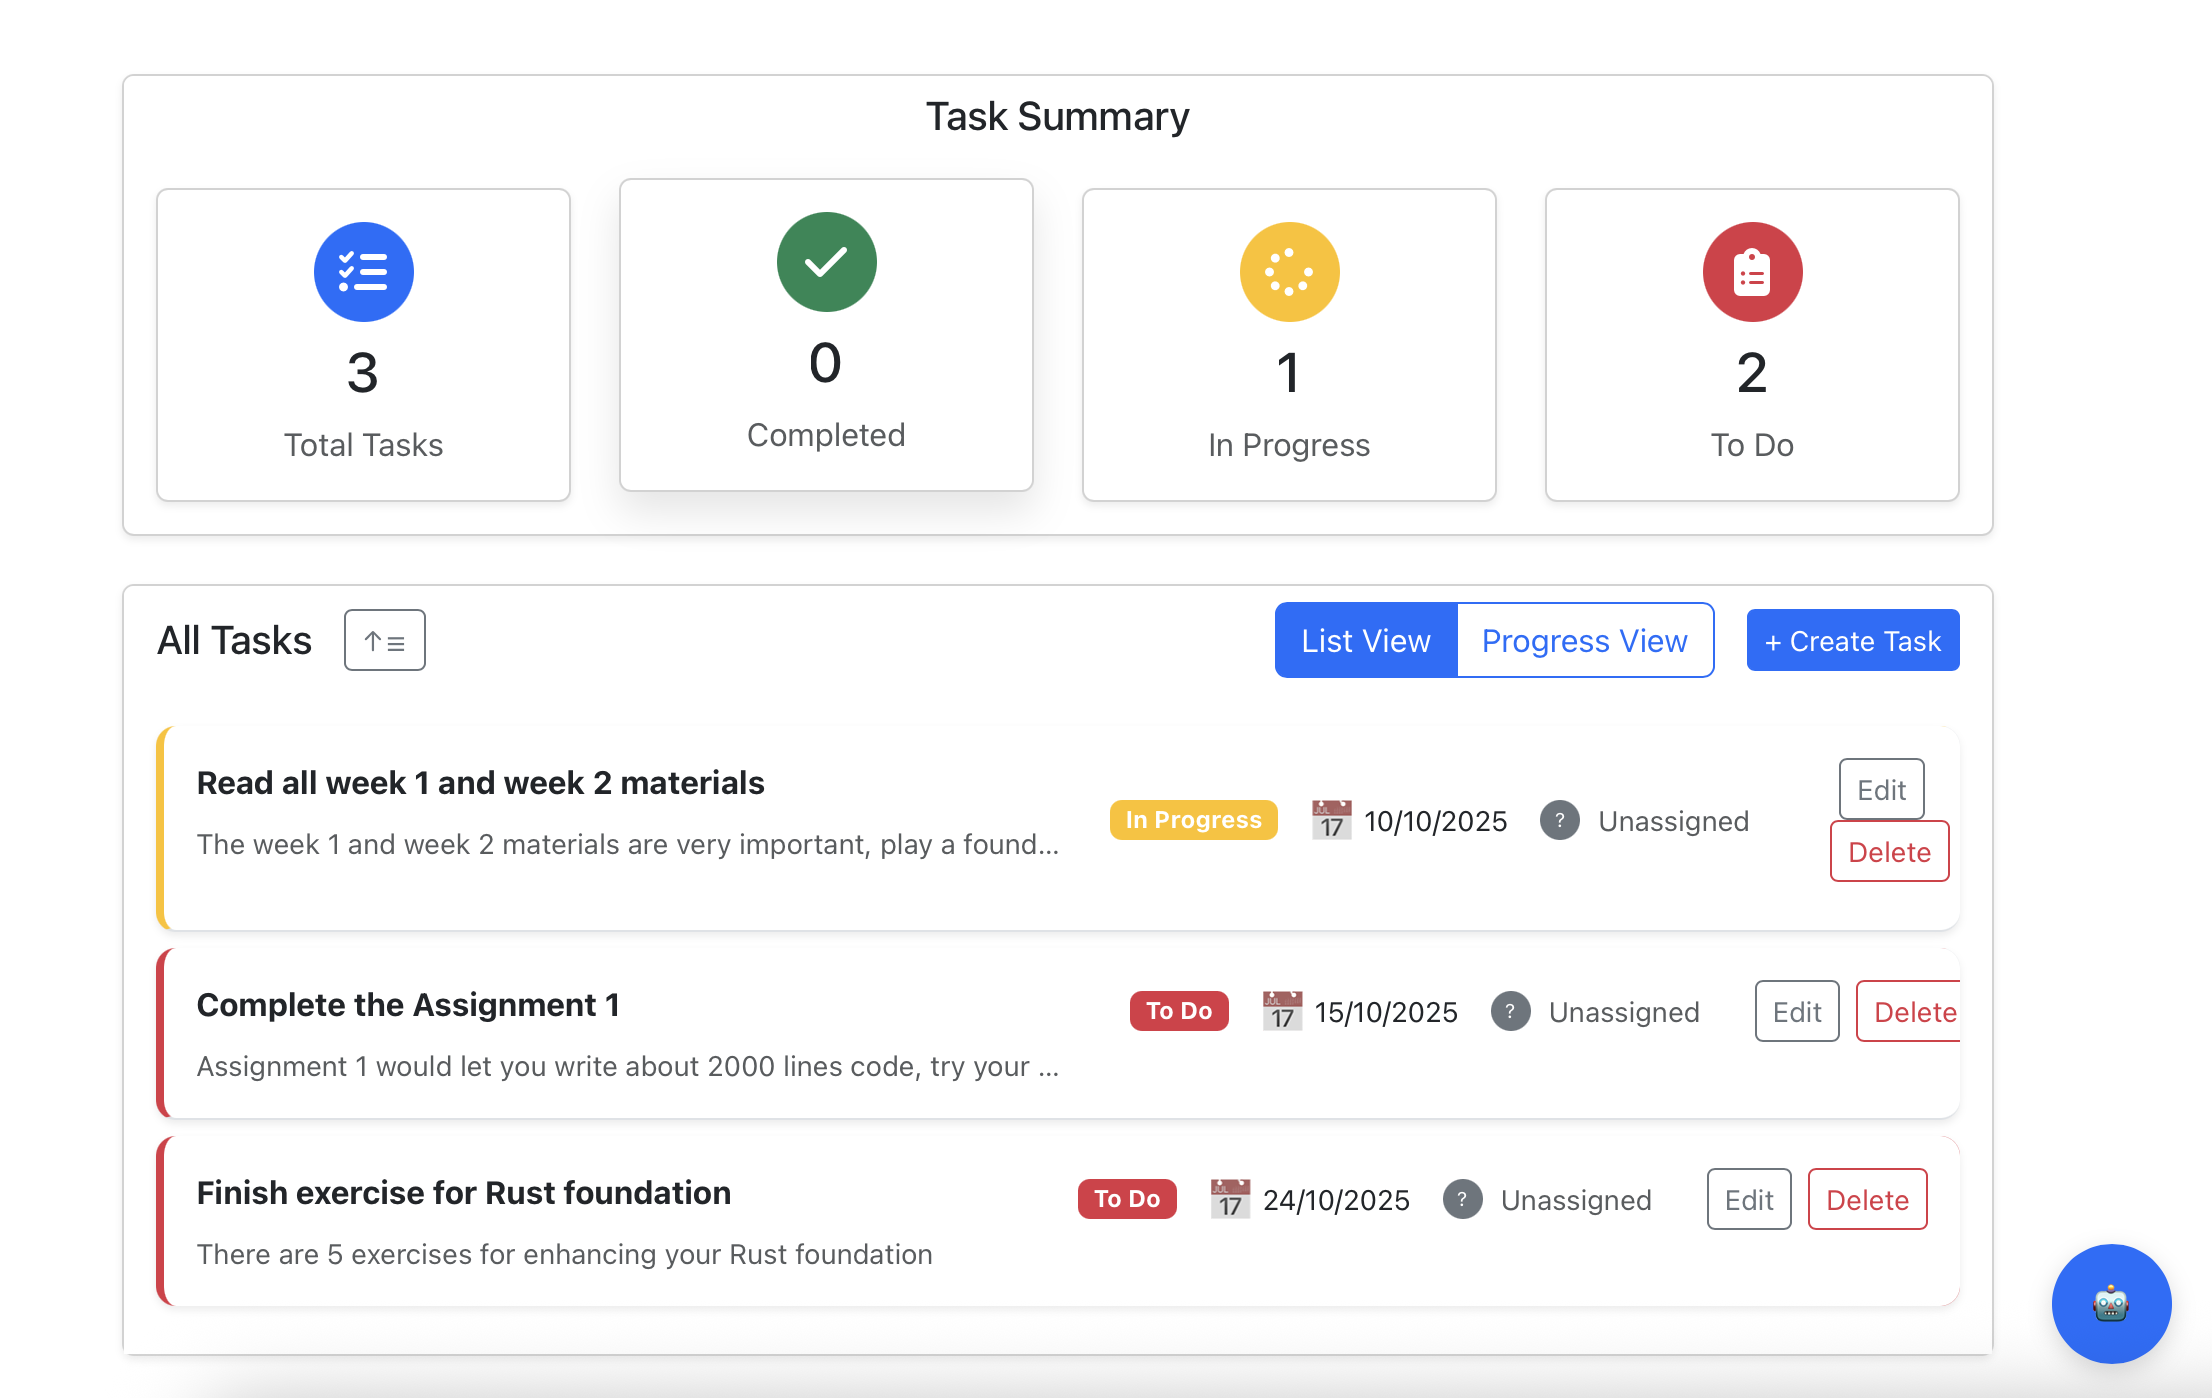 Task Summary
3
Total Tasks
0
Completed
1
In Progress
2
To Do
All Tasks
List View
Progress View
+ Create Task
Read all week 1 and week 2 materials
The week 1 and week 2 materials are very important, play a found...
In Progress
JUL 17
10/10/2025
?
Unassigned
Edit
Delete
Complete the Assignment 1
Assignment 1 would let you write about 2000 lines code, try your ...
To Do
JUL 17
15/10/2025
?
Unassigned
Edit
Delete
Finish exercise for Rust foundation
There are 5 exercises for enhancing your Rust foundation
To Do
JUL 17
24/10/2025
?
Unassigned
Edit
Delete